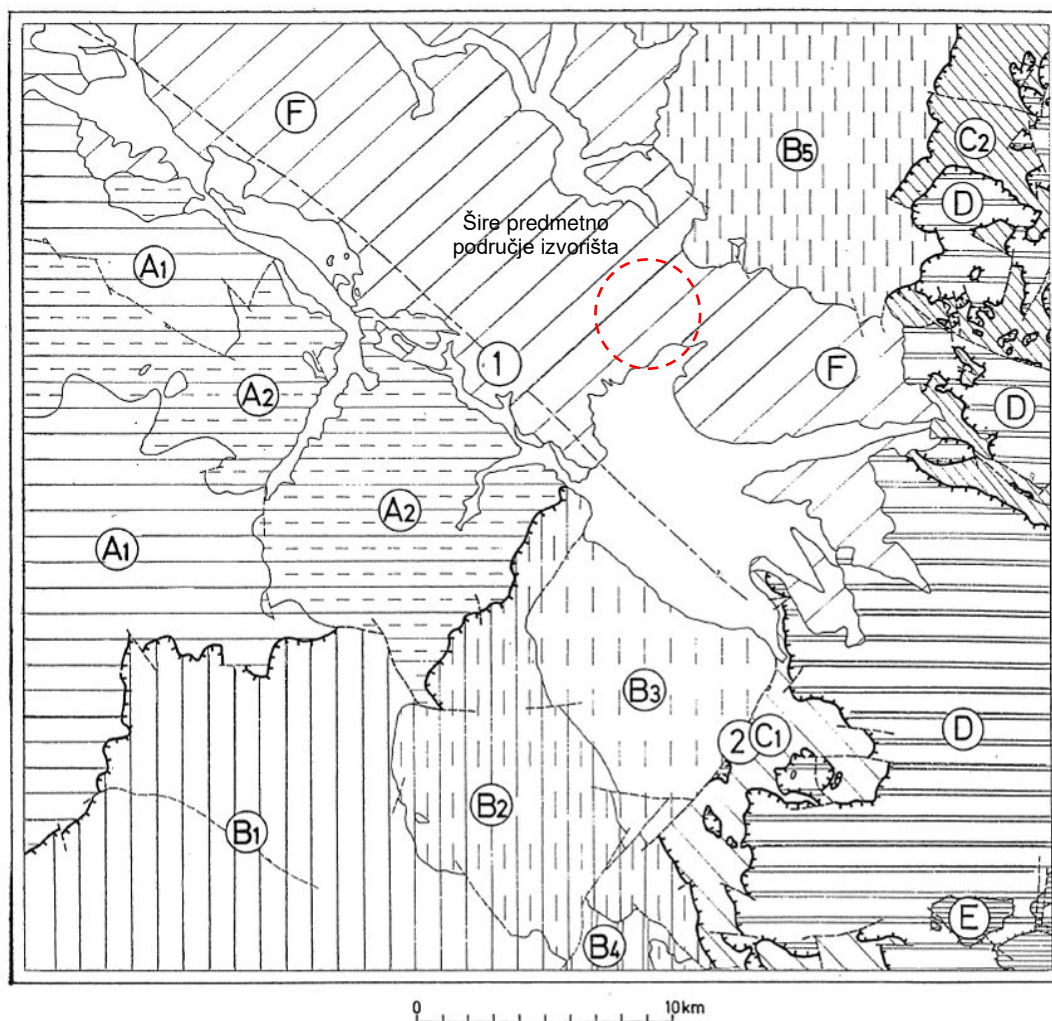 F
B5
C2
D
Šire predmetno
područje izvorišta
A1
1
A2
F
D
A2
A1
B3
2 C1
D
B2
B1
E
B4
0 10km